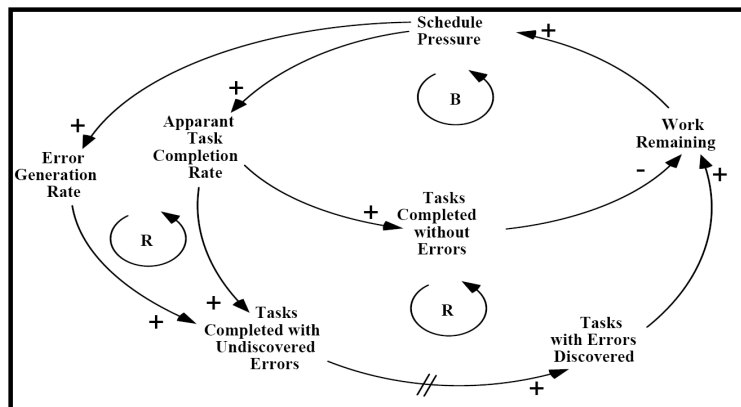 Schedule
Pressure
+
+
B
+
Apparant
Task
Completion
Rate
Work
Remaining
Error
Generation
Rate
-
+
Tasks
Completed
without
Errors
+
R
R
+
+
Tasks
Completed with
Undiscovered
Errors
Tasks
with Errors
Discovered
//
+